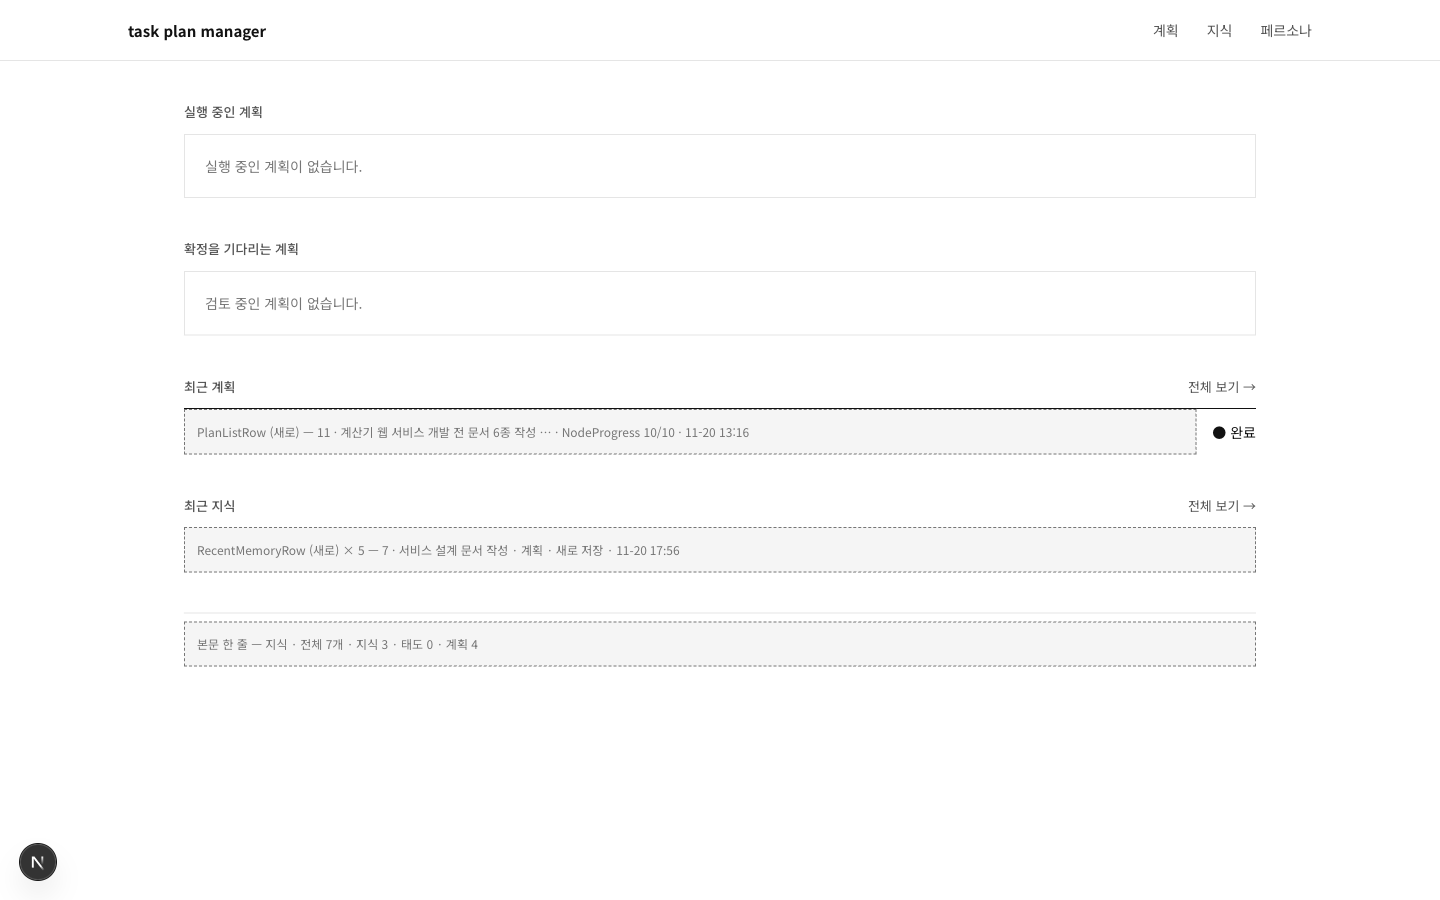 task plan manager
계획 지식 페르소나
실행 중인 계획
실행 중인 계획이 없습니다.
확정을 기다리는 계획
검토 중인 계획이 없습니다.
최근 계획 전체 보기 →
PlanListRow (새로) — 11 · 계산기 웹 서비스 개발 전 문서 6종 작성 … · NodeProgress 10/10 · 11-20 13:16 ● 완료
최근 지식 전체 보기 →
RecentMemoryRow (새로) × 5 — 7 · 서비스 설계 문서 작성 · 계획 · 새로 저장 · 11-20 17:56
본문 한 줄 — 지식 · 전체 7개 · 지식 3 · 태도 0 · 계획 4
N